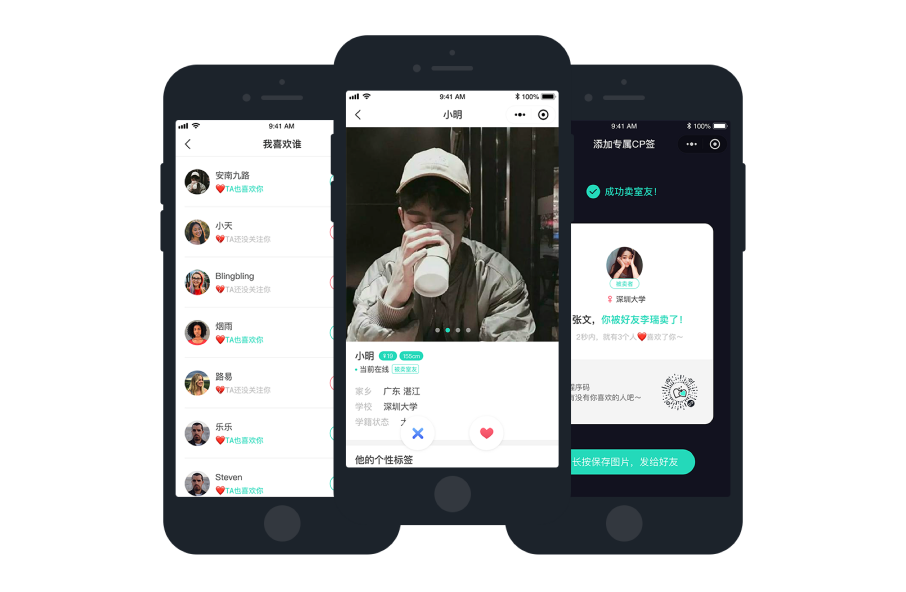 9:41 AM
我喜欢谁
安南九路
TA也喜欢你
小天
TA还没关注你
Blingbling
TA还没关注你
烟雨
TA也喜欢你
路易
TA还没关注你
乐乐
TA也喜欢你
Steven
TA也喜欢你
9:41 AM
100%
小明
小明
19
155cm
当前在线
被卖室友
家乡 广东 湛江
学校 深圳大学
学籍状态
他的个性标签
9:41 AM
100%
添加专属CP签
成功卖室友！
被卖者
深圳大学
张文，你被好友李瑞卖了！
2秒内，就有3个人❤️喜欢了你～
程序码
有没有你喜欢的人吧～
长按保存图片，发给好友